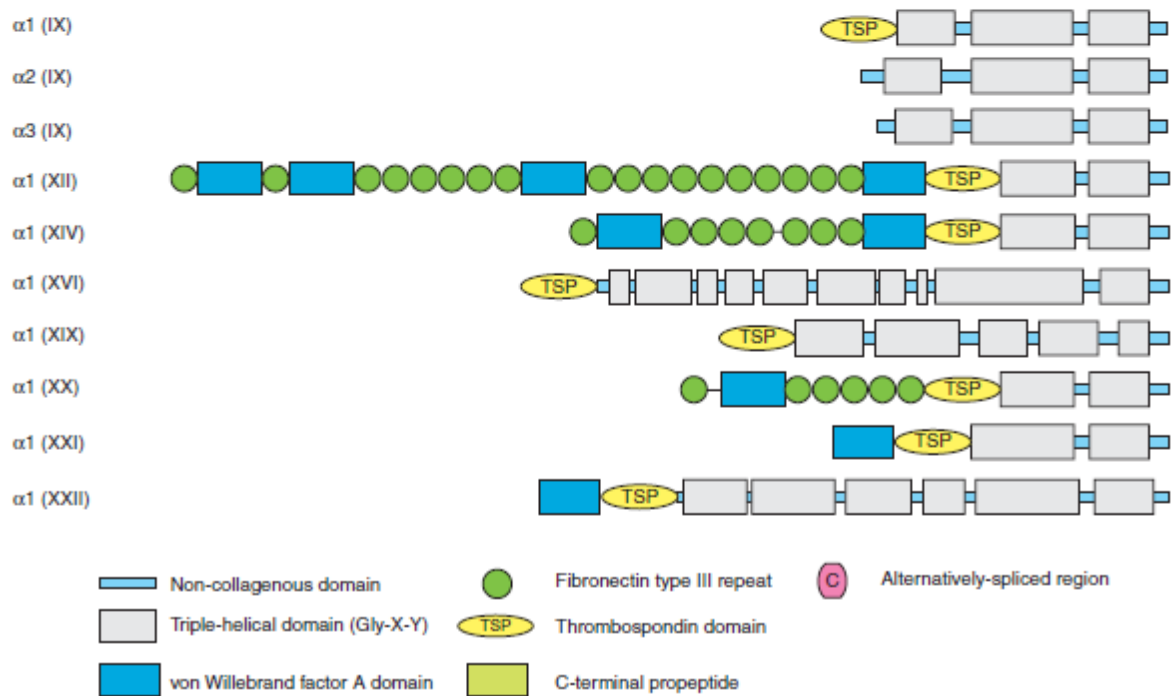 α1 (IX) TSP
α2 (IX)
α3 (IX)
α1 (XII) TSP
α1 (XIV) TSP
α1 (XVI) TSP
α1 (XIX) TSP
α1 (XX) TSP
α1 (XXI) TSP
α1 (XXII) TSP
Non-collagenous domain Fibronectin type III repeat C Alternatively-spliced region
Triple-helical domain (Gly-X-Y) TSP Thrombospondin domain
von Willebrand factor A domain C-terminal propeptide